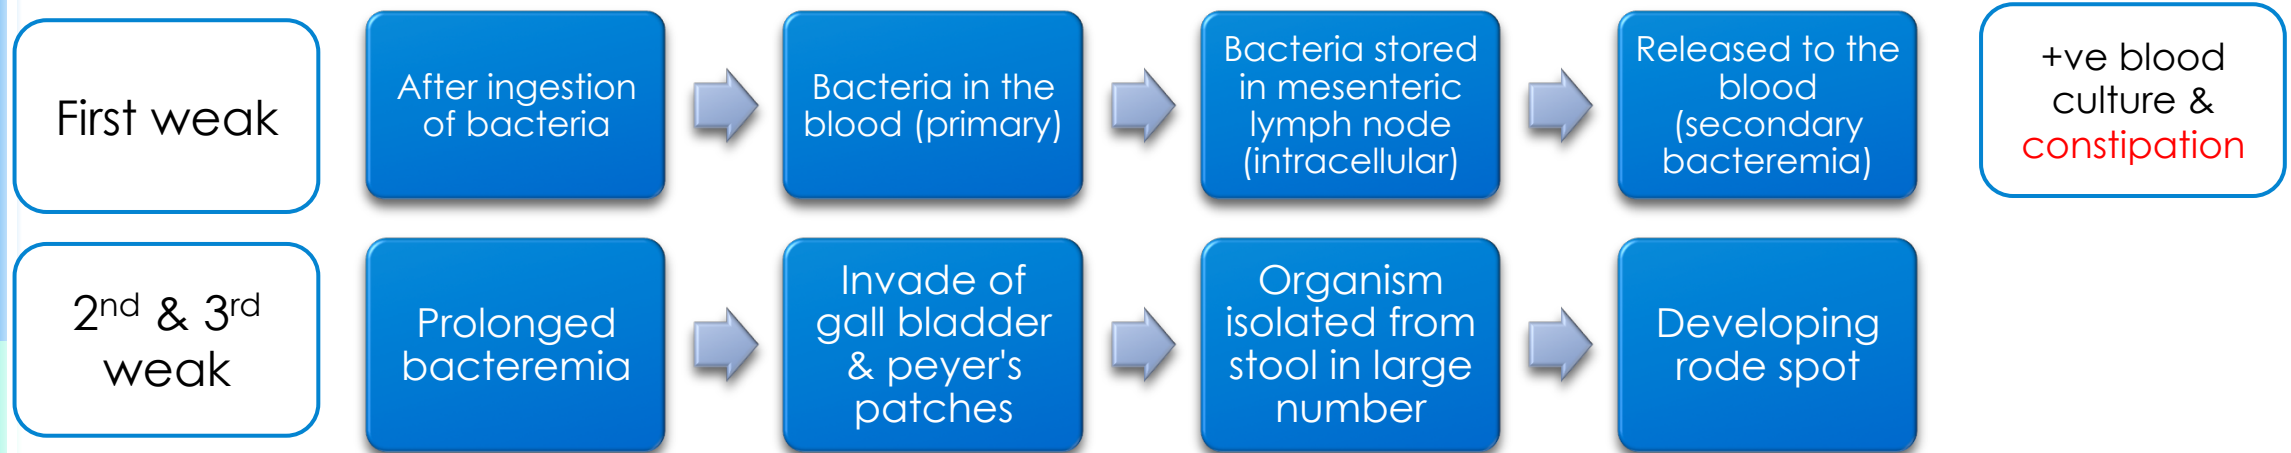 First weak
After ingestion
of bacteria
Bacteria in the
blood (primary)
Bacteria stored
in mesenteric
lymph node
(intracellular)
Released to the
blood
(secondary
bacteremia)
+ve blood
culture &
constipation
2nd & 3rd
weak
Prolonged
bacteremia
Invade of
gall bladder
& peyer's
patches
Organism
isolated from
stool in large
number
Developing
rode spot